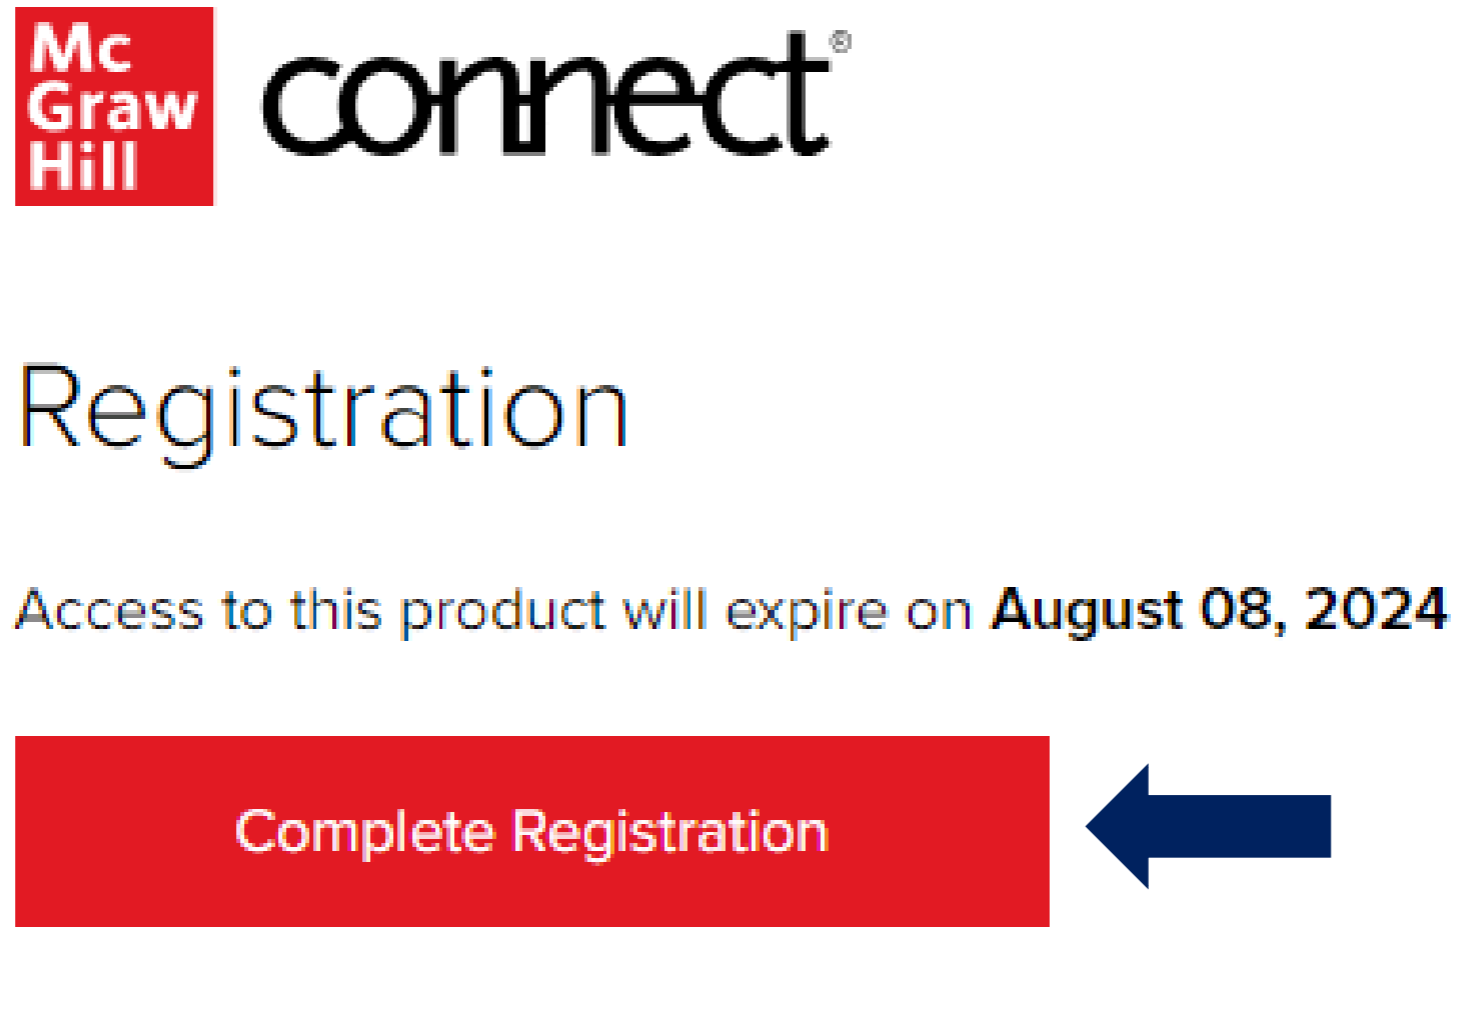 Mc
Graw
Hill
connect®
Registration
Access to this product will expire on August 08, 2024
Complete Registration